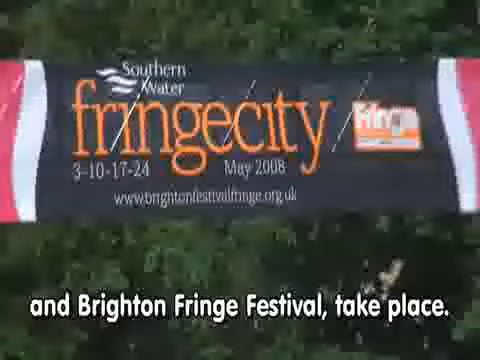 Southern
Water
fringecity
Fringe
3-10-17-24 May 2008
www.brightonfestivalfringe.org.uk
and Brighton Fringe Festival, take place.